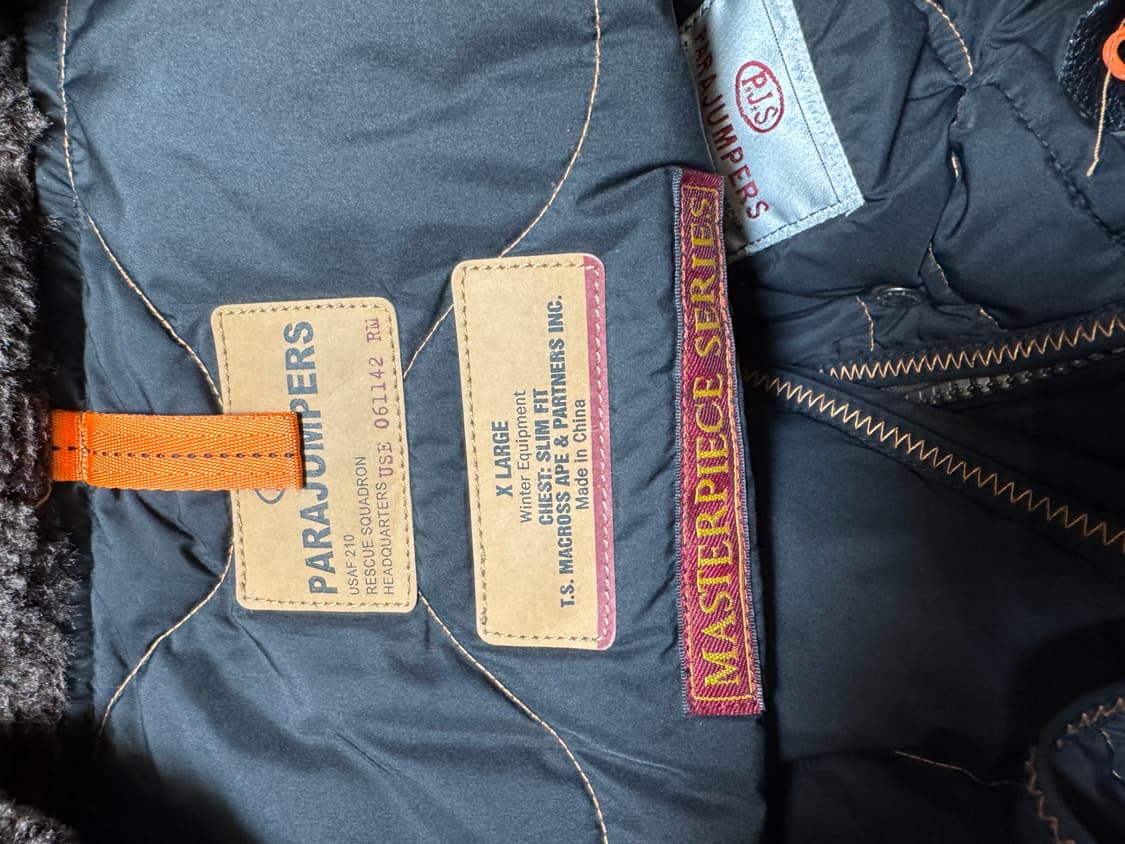 PARAJUMPERS
USAF 210
RESCUE SQUADRON
HEADQUARTERS USE 061142 RM
X LARGE
Winter Equipment
CHEST: SLIM FIT
T.S. MACROSS APE & PARTNERS INC.
Made in China
MASTERPIECE SERIES
P.J.S
PARAJUMPERS